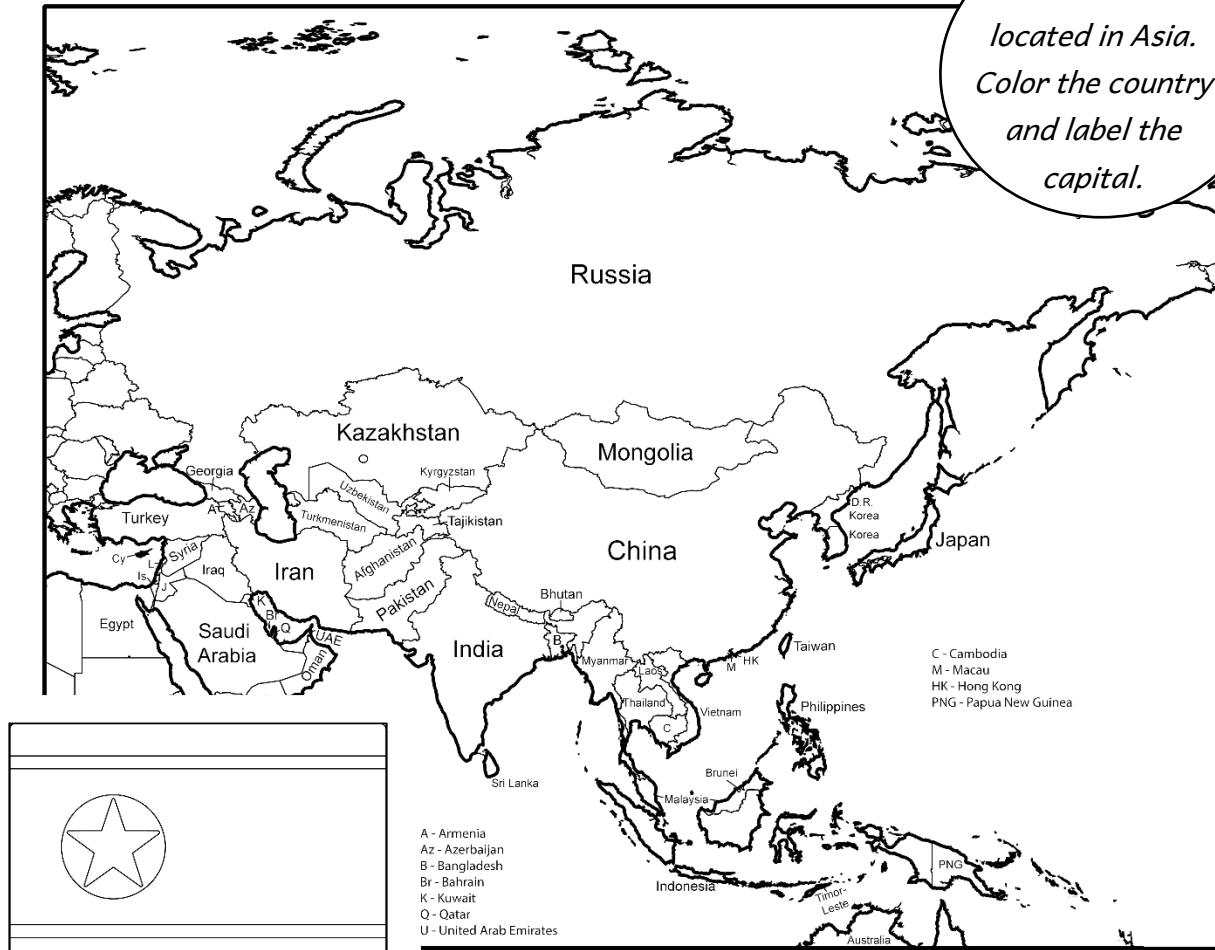 located in Asia.
Color the country
and label the
capital.
Russia
Kazakhstan
Mongolia
Georgia
Kyrgyzstan
Uzbekistan
A
Az
Turkmenistan
Turkey
Tajikistan
D.R.
Korea
Korea
Japan
China
Cy
L
Syria
Afghanistan
Is
J
Iraq
Iran
Pakistan
K
Nepal
Bhutan
Br
Q
UAE
Egypt
Saudi
Arabia
Oman
India
B
Myanmar
M
HK
Taiwan
Laos
Thailand
Vietnam
C
Philippines
C - Cambodia
M - Macau
HK - Hong Kong
PNG - Papua New Guinea
Sri Lanka
Brunei
Malaysia
A - Armenia
Az - Azerbaijan
B - Bangladesh
Br - Bahrain
K - Kuwait
Q - Qatar
U - United Arab Emirates
Indonesia
PNG
Timor-
Leste
Australia